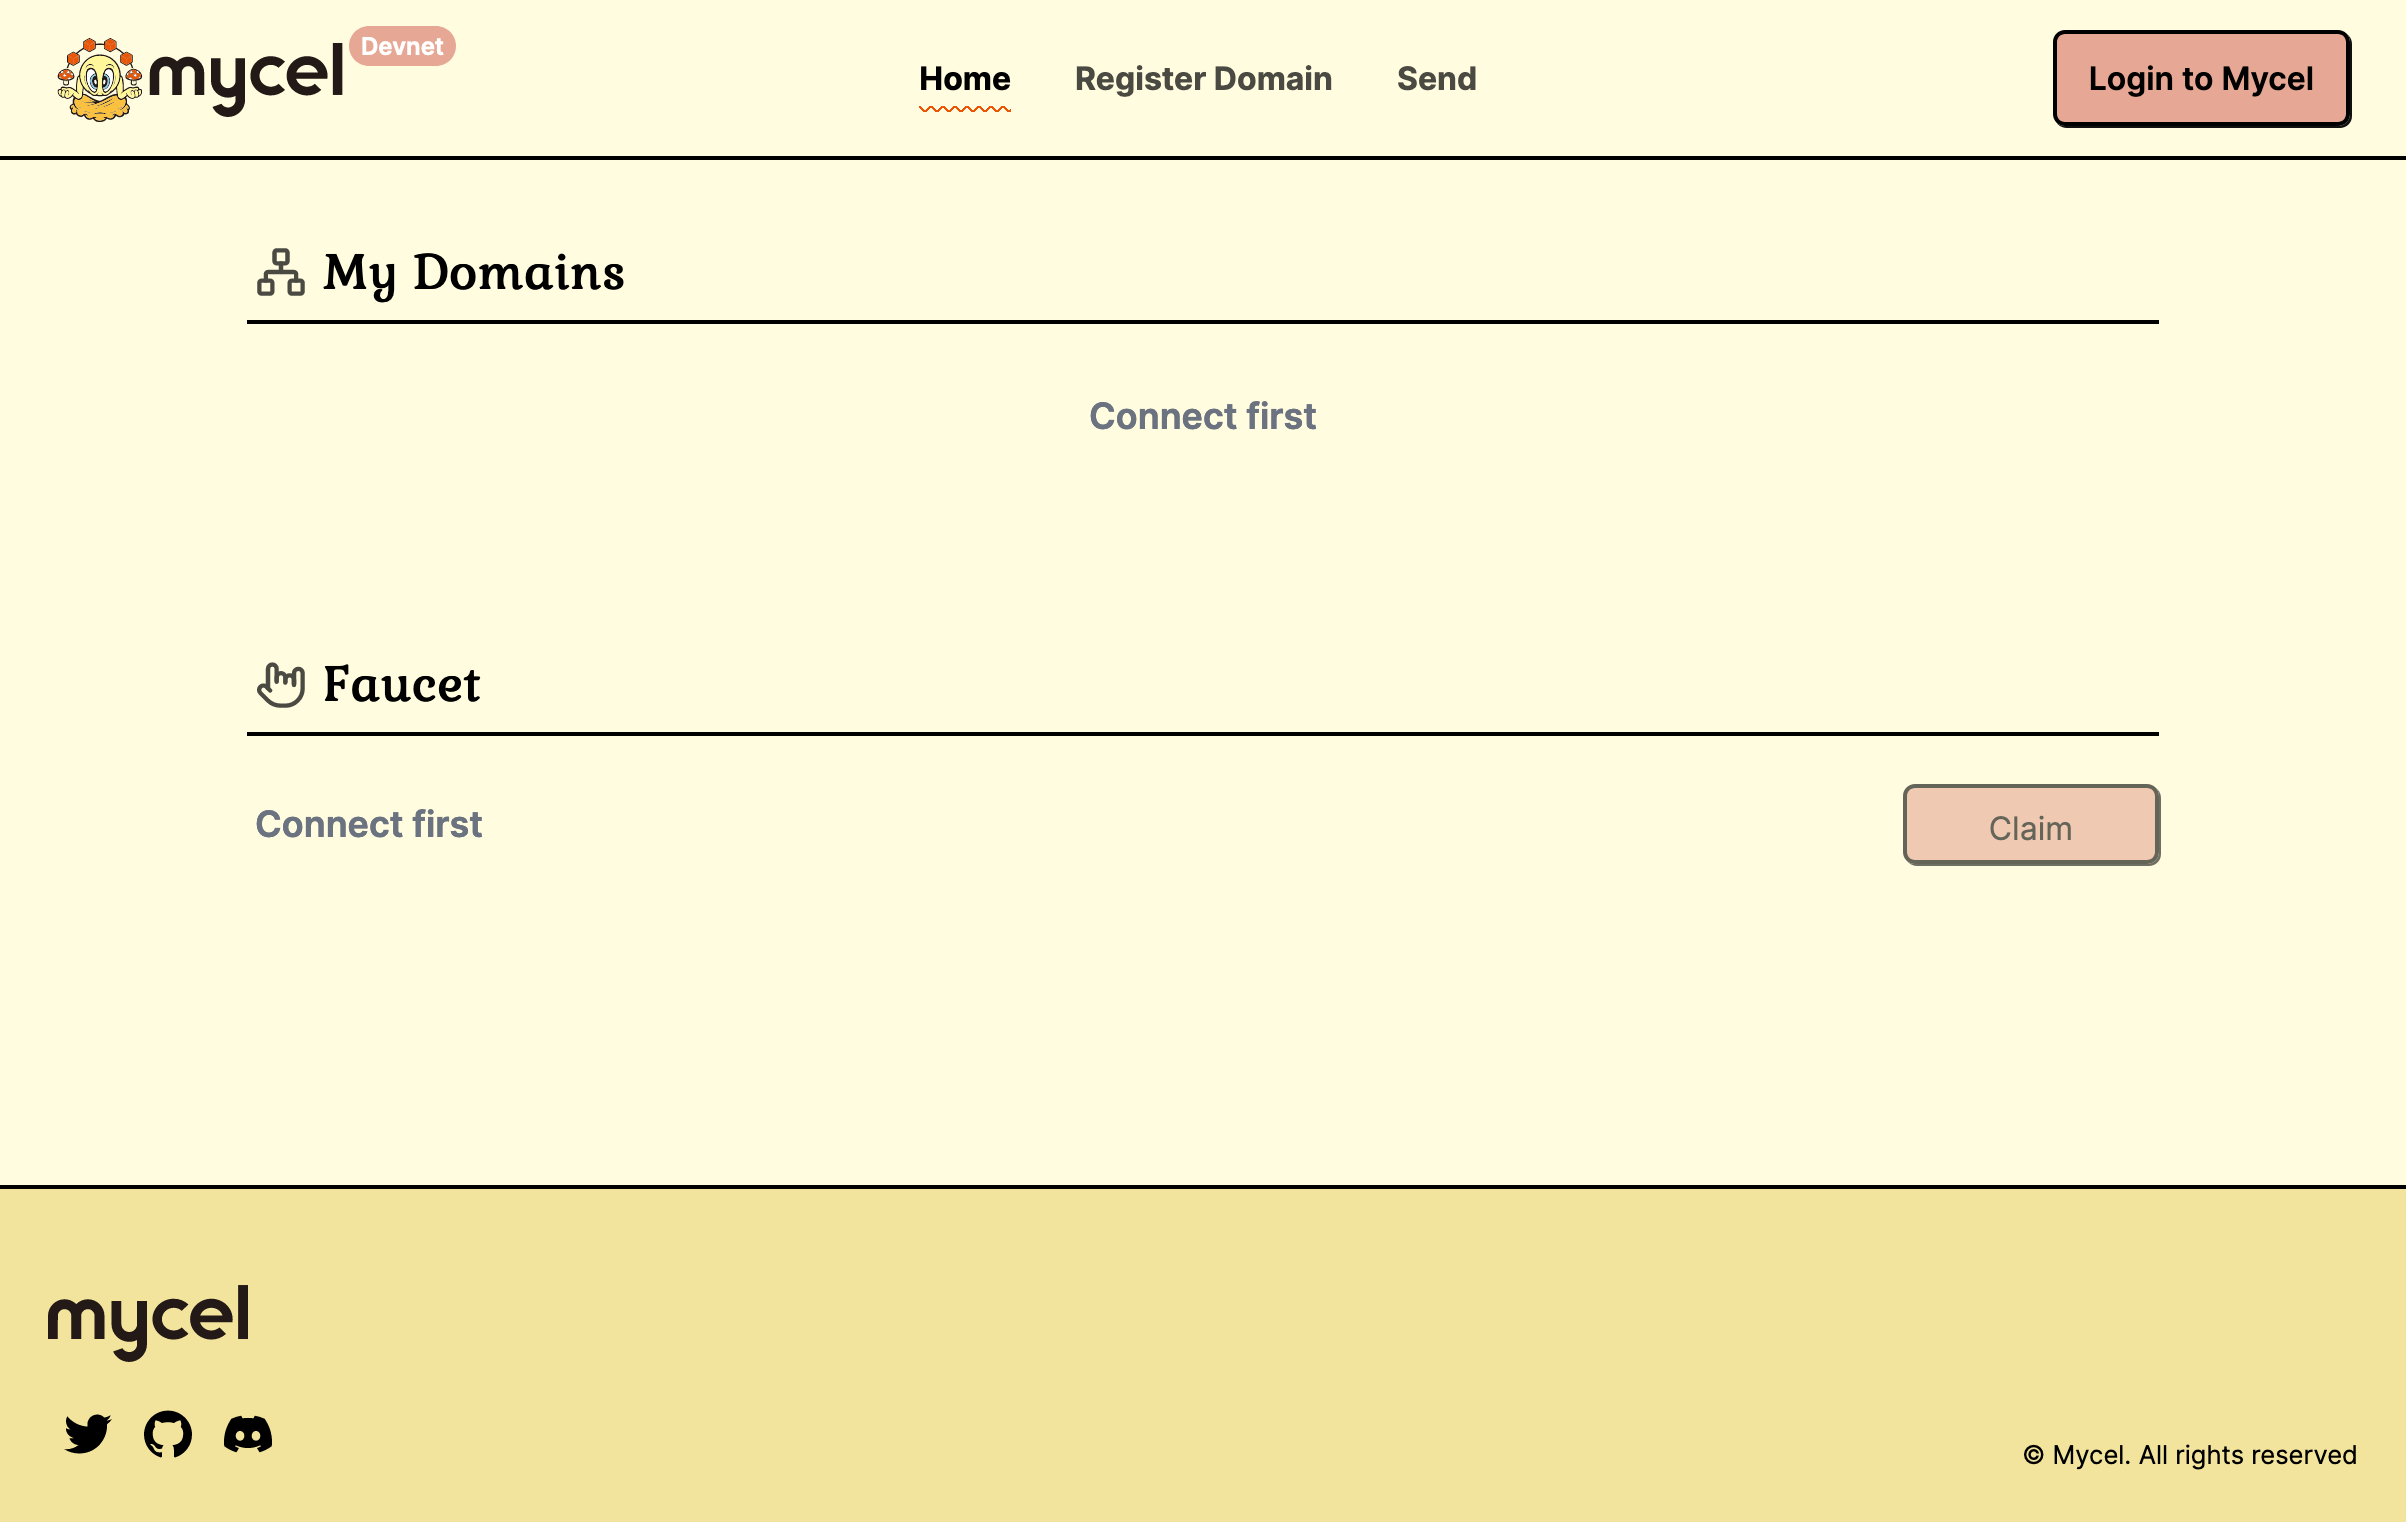 mycel
Devnet
Home
Register Domain
Send
Login to Mycel
My Domains
Connect first
Faucet
Connect first
Claim
mycel
© Mycel. All rights reserved